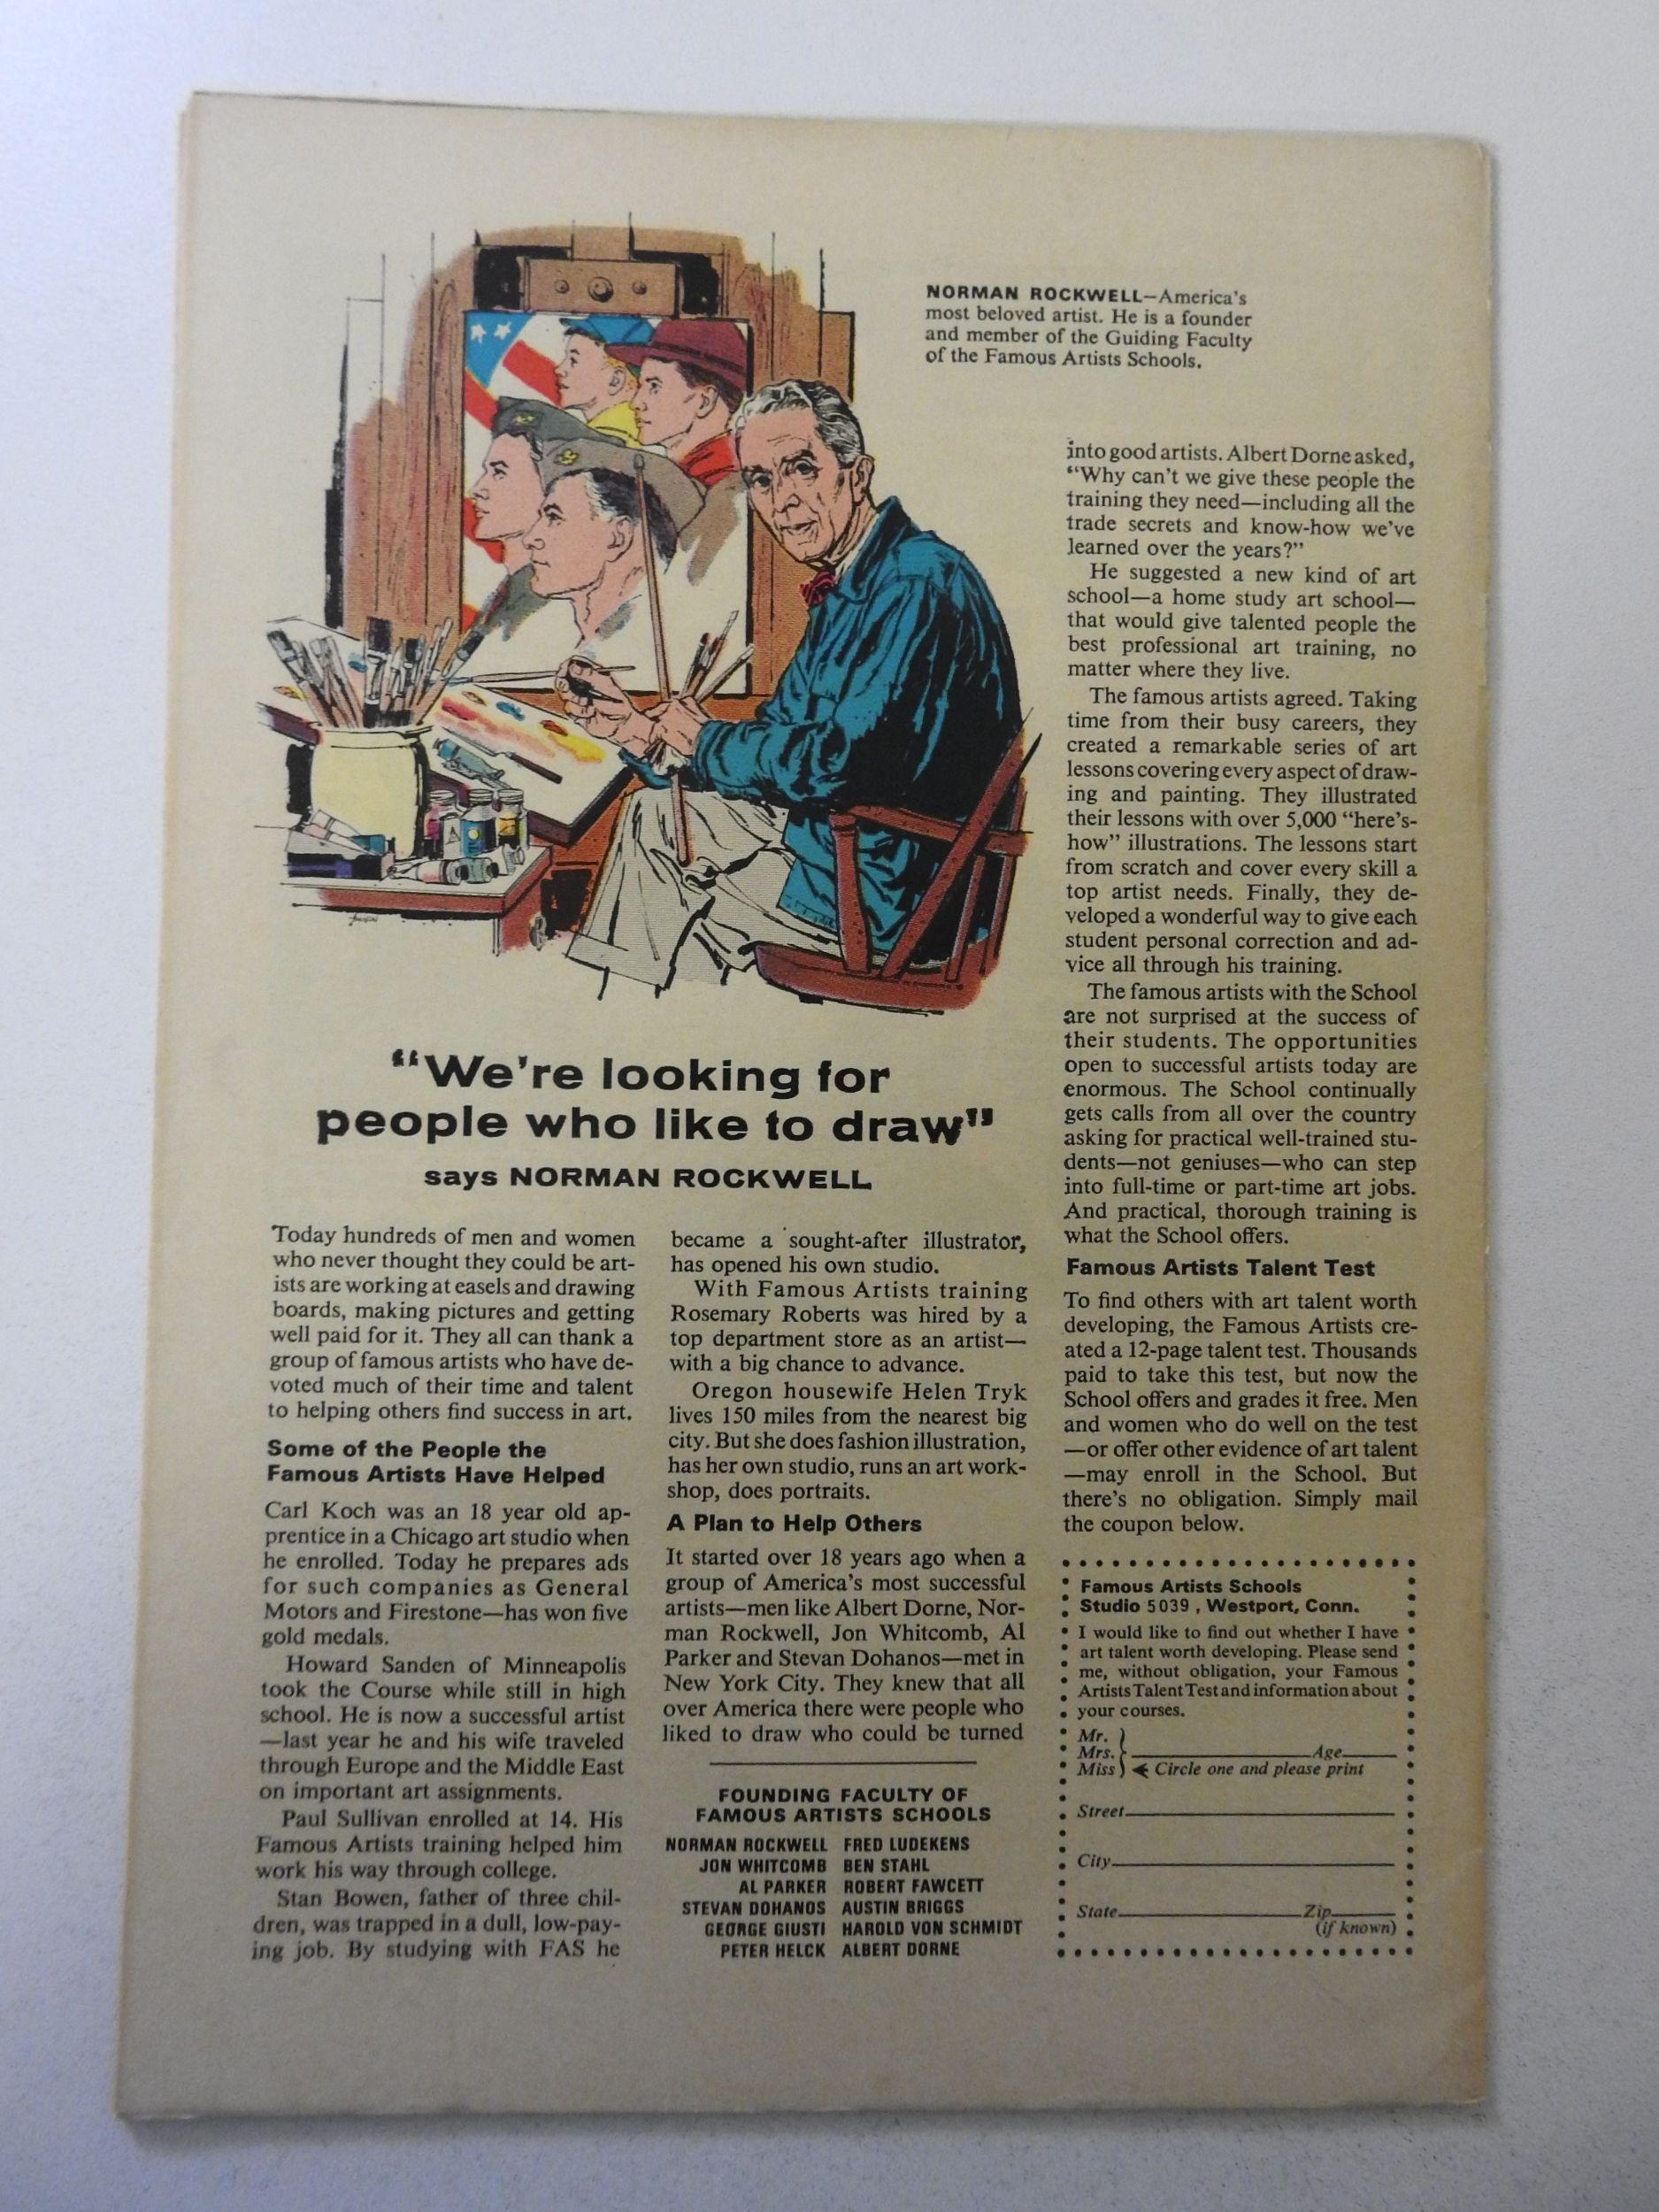 NORMAN ROCKWELL—America's
most beloved artist. He is a founder
and member of the Guiding Faculty
of the Famous Artists Schools.
"We're looking for
people who like to draw"
says NORMAN ROCKWELL
Today hundreds of men and women
who never thought they could be art-
ists are working at easels and drawing
boards, making pictures and getting
well paid for it. They all can thank a
group of famous artists who have de-
voted much of their time and talent
to helping others find success in art.
Some of the People the
Famous Artists Have Helped
Carl Koch was an 18 year old ap-
prentice in a Chicago art studio when
he enrolled. Today he prepares ads
for such companies as General
Motors and Firestone—has won five
gold medals.
Howard Sanden of Minneapolis
took the Course while still in high
school. He is now a successful artist
—last year he and his wife traveled
through Europe and the Middle East
on important art assignments.
Paul Sullivan enrolled at 14. His
Famous Artists training helped him
work his way through college.
Stan Bowen, father of three chil-
dren, was trapped in a dull, low-pay-
ing job. By studying with FAS he
became a sought-after illustrator,
has opened his own studio.
With Famous Artists training
Rosemary Roberts was hired by a
top department store as an artist—
with a big chance to advance.
Oregon housewife Helen Tryk
lives 150 miles from the nearest big
city. But she does fashion illustration,
has her own studio, runs an art work-
shop, does portraits.
A Plan to Help Others
It started over 18 years ago when a
group of America's most successful
artists—men like Albert Dorne, Nor-
man Rockwell, Jon Whitcomb, Al
Parker and Stevan Dohanos—met in
New York City. They knew that all
over America there were people who
liked to draw who could be turned
FOUNDING FACULTY OF
FAMOUS ARTISTS SCHOOLS
NORMAN ROCKWELL FRED LUDEKENS
JON WHITCOMB BEN STAHL
AL PARKER ROBERT FAWCETT
STEVAN DOHANOS AUSTIN BRIGGS
GEORGE GIUSTI HAROLD VON SCHMIDT
PETER HELCK ALBERT DORNE
into good artists. Albert Dorne asked,
"Why can't we give these people the
training they need—including all the
trade secrets and know-how we've
learned over the years?"
He suggested a new kind of art
school—a home study art school—
that would give talented people the
best professional art training, no
matter where they live.
The famous artists agreed. Taking
time from their busy careers, they
created a remarkable series of art
lessons covering every aspect of draw-
ing and painting. They illustrated
their lessons with over 5,000 "here's-
how" illustrations. The lessons start
from scratch and cover every skill a
top artist needs. Finally, they de-
veloped a wonderful way to give each
student personal correction and ad-
vice all through his training.
The famous artists with the School
are not surprised at the success of
their students. The opportunities
open to successful artists today are
enormous. The School continually
gets calls from all over the country
asking for practical well-trained stu-
dents—not geniuses—who can step
into full-time or part-time art jobs.
And practical, thorough training is
what the School offers.
Famous Artists Talent Test
To find others with art talent worth
developing, the Famous Artists cre-
ated a 12-page talent test. Thousands
paid to take this test, but now the
School offers and grades it free. Men
and women who do well on the test
—or offer other evidence of art talent
—may enroll in the School. But
there's no obligation. Simply mail
the coupon below.
Famous Artists Schools
Studio 5039 , Westport, Conn.
I would like to find out whether I have
art talent worth developing. Please send
me, without obligation, your Famous
Artists Talent Test and information about
your courses.
Mr.
Mrs. Age
Miss Circle one and please print
Street
City
State Zip
(if known)